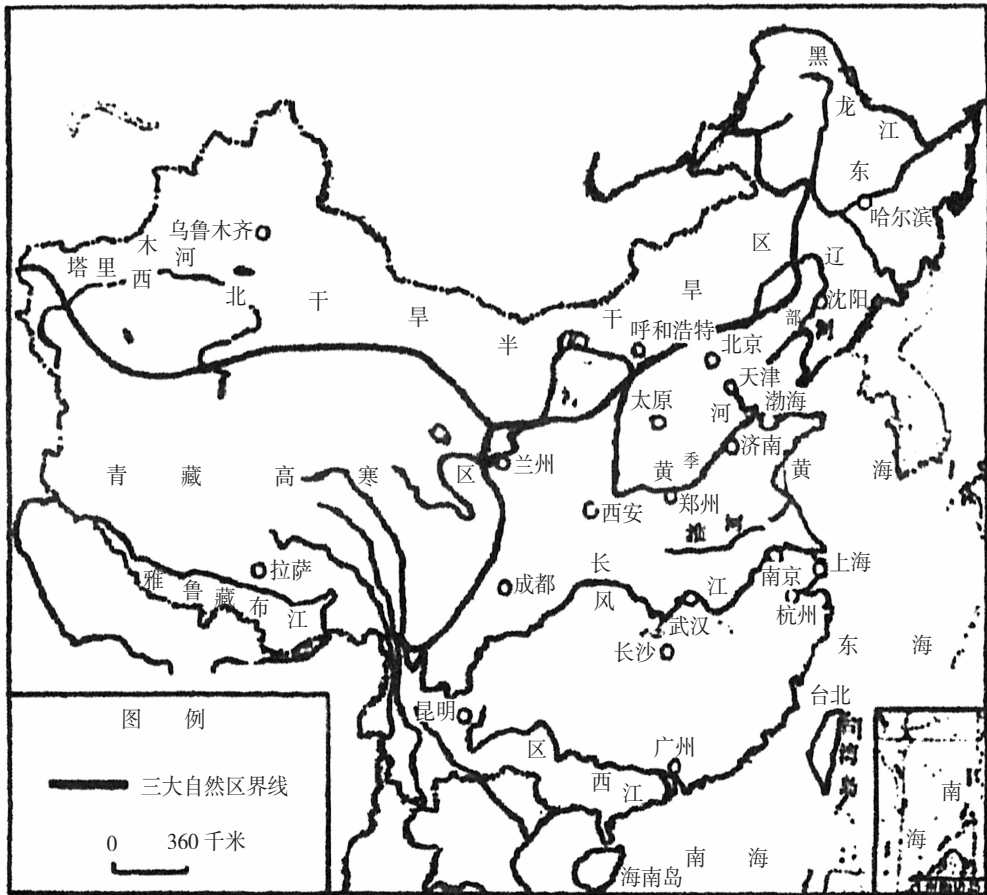 黑龙江
东部季风区
哈尔滨
乌鲁木齐
塔里木河
西北干旱半干旱区
辽
沈阳
呼和浩特
北京
天津
渤海
太原
济南
黄河
黄海
兰州
青藏高寒区
西安
郑州
拉萨
雅鲁藏布江
成都
长江
南京
上海
武汉
杭州
长沙
东海
台北
昆明
广州
西江
海南岛
南海
南海
图例
三大自然区界线
0 360千米